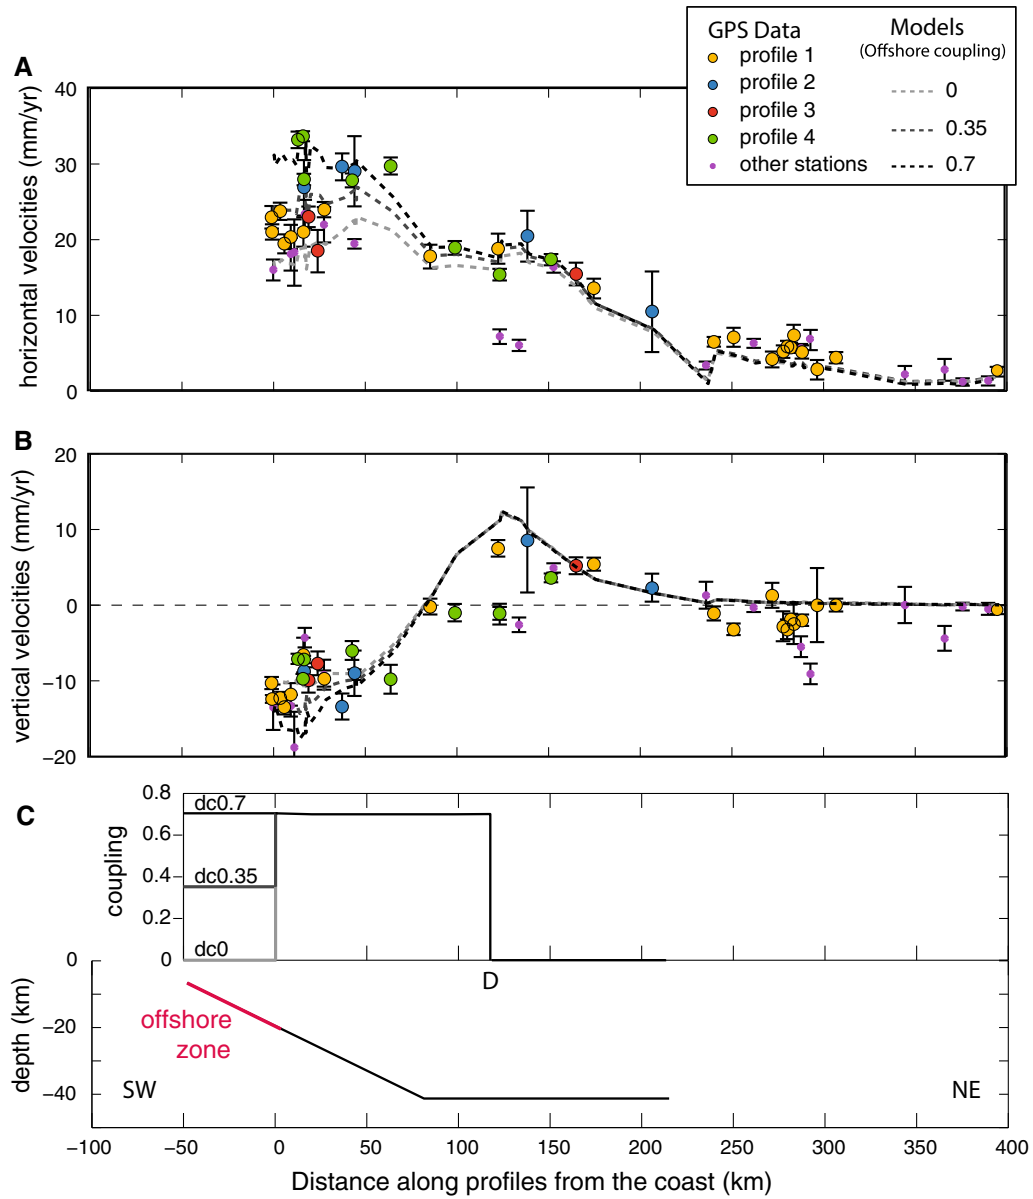 GPS Data
profile 1
profile 2
profile 3
profile 4
other stations
Models
(Offshore coupling)
0
0.35
0.7
A
horizontal velocities (mm/yr)
40
30
20
10
0
B
vertical velocities (mm/yr)
20
10
0
−10
−20
C
coupling
0.8
0.6
0.4
0.2
0
dc0.7
dc0.35
dc0
D
depth (km)
0
−20
−40
offshore
zone
SW
NE
−100 −50 0 50 100 150 200 250 300 350 400
Distance along profiles from the coast (km)